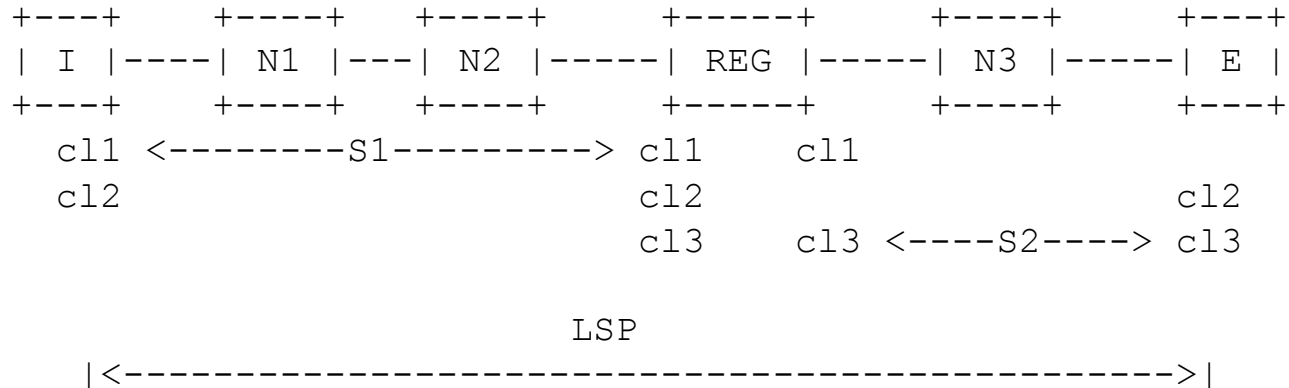 +---+      +----+    +----+      +-----+      +----+      +---+
| I |----| N1 |---| N2 |-----| REG |-----| N3 |-----| E |
+---+      +----+    +----+      +-----+      +----+      +---+
cl1 <--------S1---------> cl1    cl1
cl2                       cl2                    cl2
                          cl3    cl3 <----S2----> cl3
LSP
|<------------------------------------------------->|